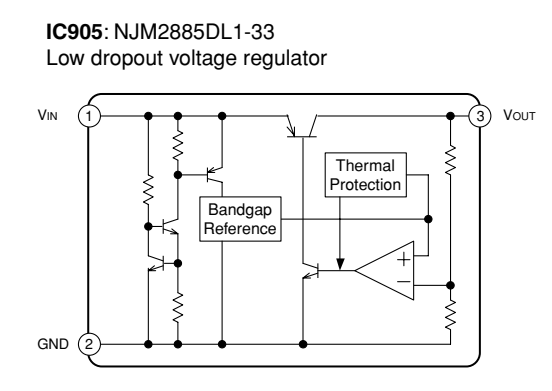 IC905: NJM2885DL1-33
Low dropout voltage regulator
VIN 1
3 VOUT
Thermal
Protection
Bandgap
Reference
+
−
GND 2